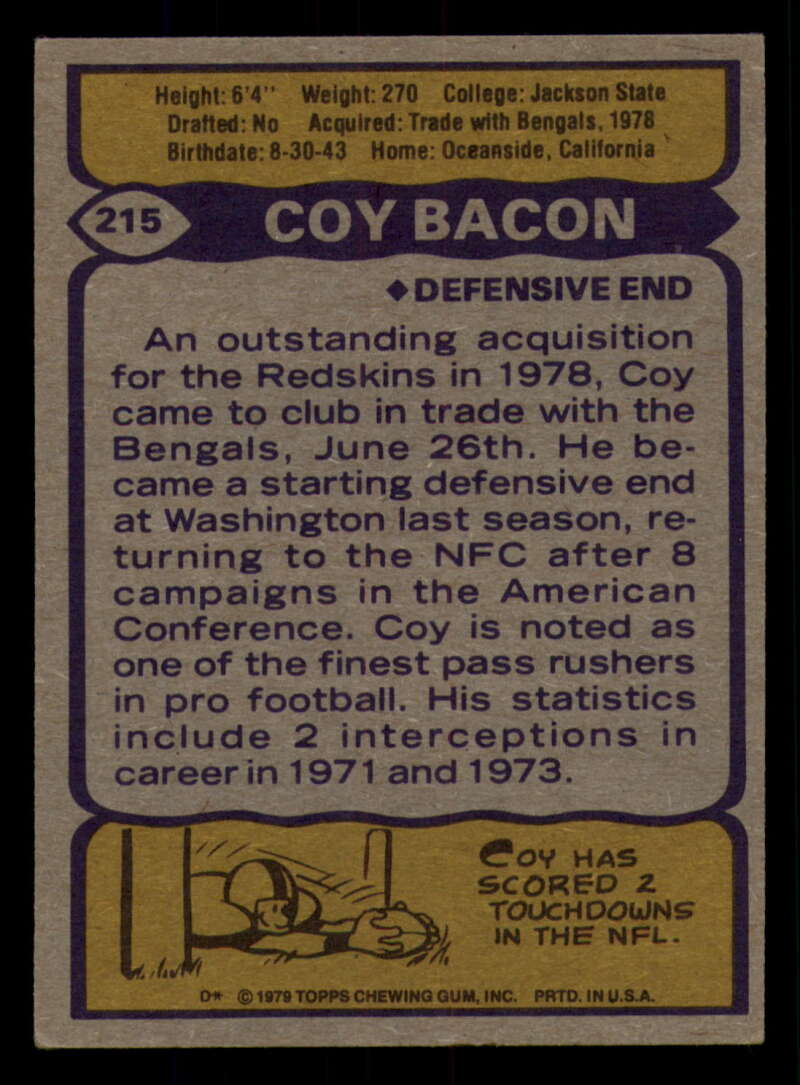 Height: 6'4'' Weight: 270 College: Jackson State
Drafted: No Acquired: Trade with Bengals, 1978
Birthdate: 8-30-43 Home: Oceanside, California
215 COY BACON
◆DEFENSIVE END
An outstanding acquisition
for the Redskins in 1978, Coy
came to club in trade with the
Bengals, June 26th. He be-
came a starting defensive end
at Washington last season, re-
turning to the NFC after 8
campaigns in the American
Conference. Coy is noted as
one of the finest pass rushers
in pro football. His statistics
include 2 interceptions in
career in 1971 and 1973.
COY HAS
SCORED 2
TOUCHDOWNS
IN THE NFL.
D* © 1979 TOPPS CHEWING GUM, INC. PRTD. IN U.S.A.